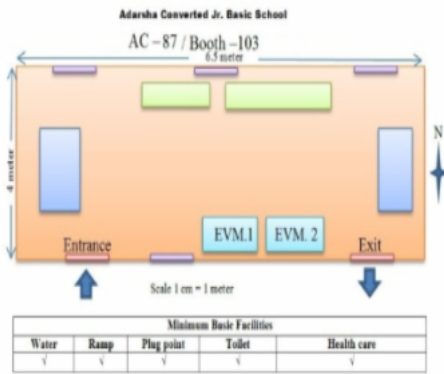 Adarsha Converted Jr. Basic School
AC – 87 / Booth –103
6.5 meter
4 meter
N
EVM.1 EVM. 2
Entrance Exit
Scale 1 cm = 1 meter
Minimum Basic Facilities
Water Ramp Plug point Toilet Health care
√ √ √ √ √